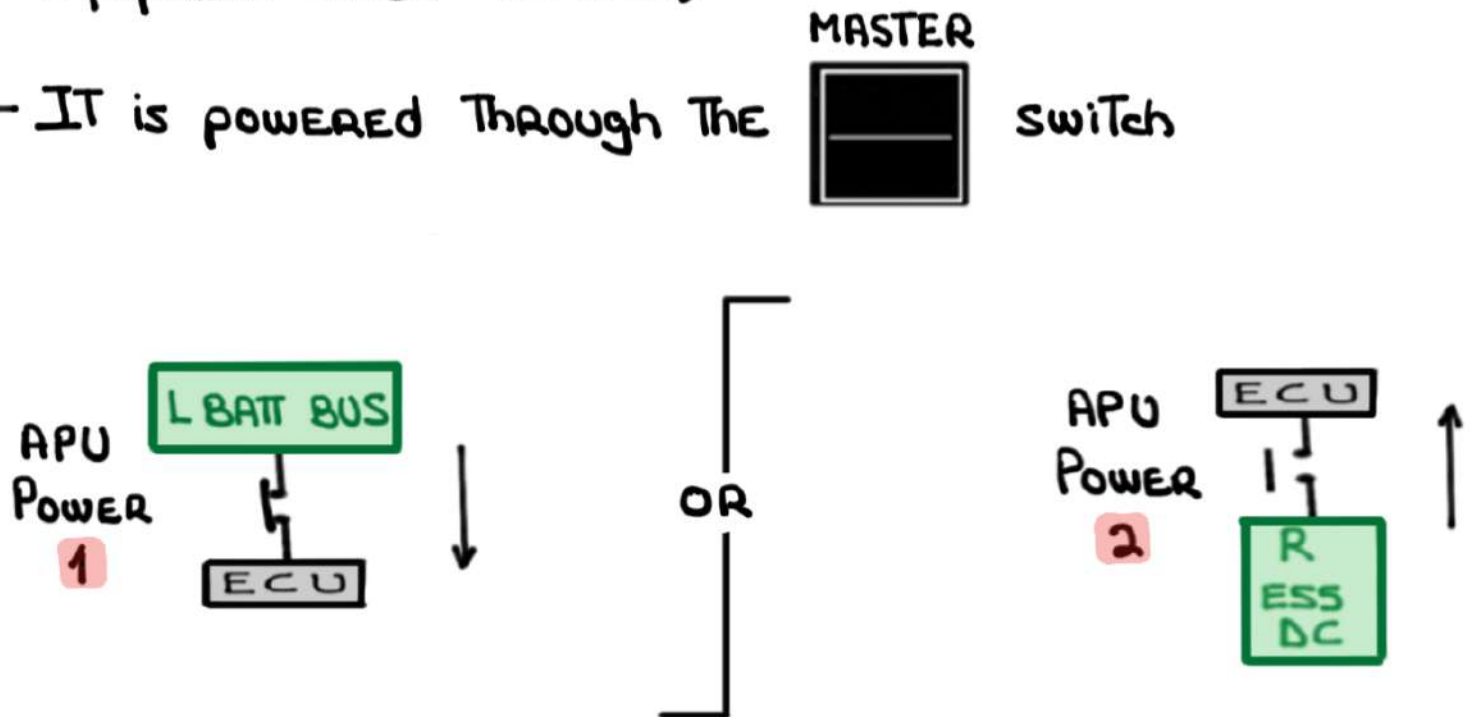 MASTER
- IT is powERED ThRough ThE switch
L BATT BUS
APU
PowER
1
ECU
OR
APU
PowER
2
ECU
R
ESS
DC